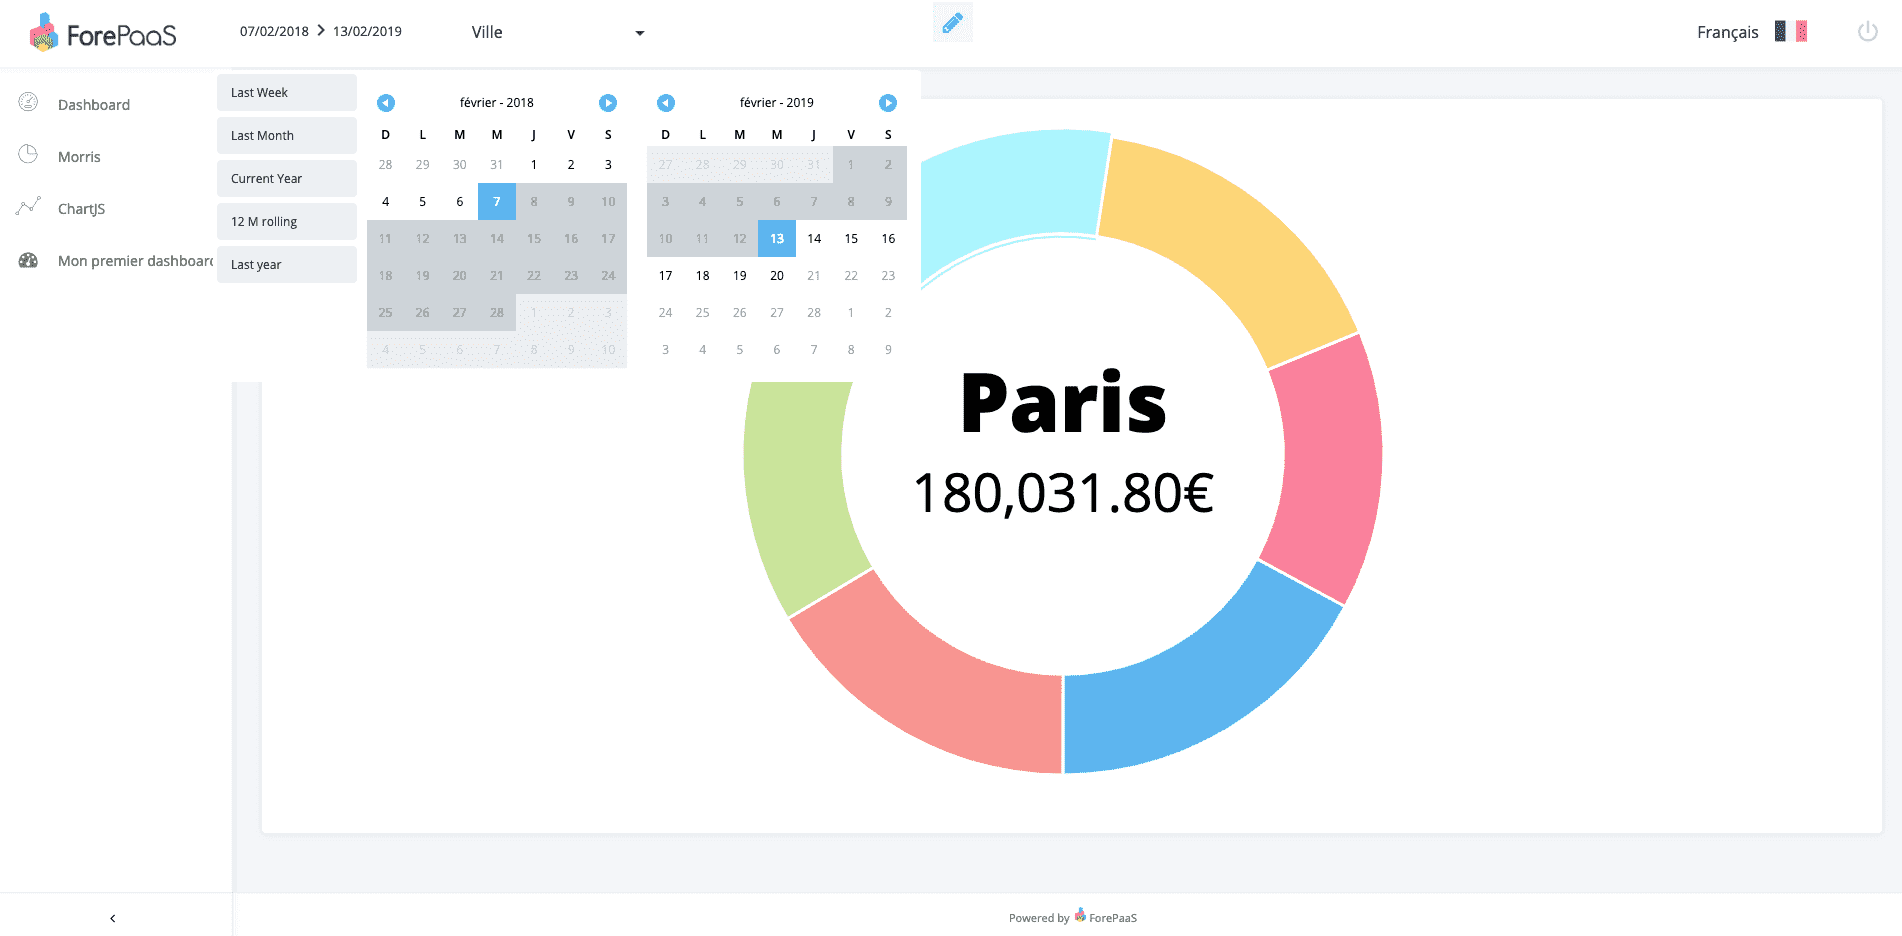 ForePaaS
07/02/2018 > 13/02/2019
Ville
Français
Dashboard
Morris
ChartJS
Mon premier dashboard
Last Week
Last Month
Current Year
12 M rolling
Last year
février - 2018
D L M M J V S
28 29 30 31 1 2 3
4 5 6 7 8 9 10
11 12 13 14 15 16 17
18 19 20 21 22 23 24
25 26 27 28 1 2 3
4 5 6 7 8 9 10
février - 2019
D L M M J V S
27 28 29 30 31 1 2
3 4 5 6 7 8 9
10 11 12 13 14 15 16
17 18 19 20 21 22 23
24 25 26 27 28 1 2
3 4 5 6 7 8 9
Paris
180,031.80€
Powered by ForePaaS